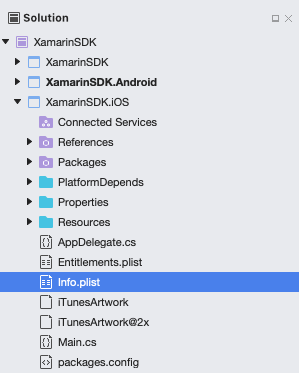 Solution
XamarinSDK
XamarinSDK
XamarinSDK.Android
XamarinSDK.iOS
Connected Services
References
Packages
PlatformDepends
Properties
Resources
AppDelegate.cs
Entitlements.plist
Info.plist
iTunesArtwork
iTunesArtwork@2x
Main.cs
packages.config